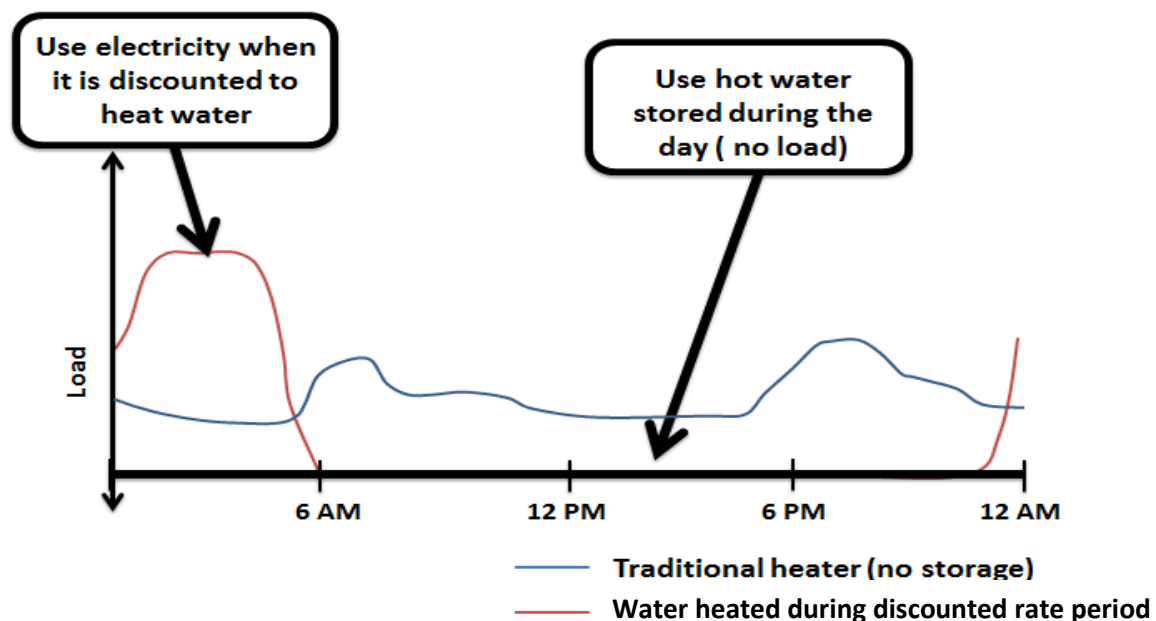 Use electricity when
it is discounted to
heat water
Use hot water
stored during the
day ( no load)
Load
6 AM
12 PM
6 PM
12 AM
Traditional heater (no storage)
Water heated during discounted rate period